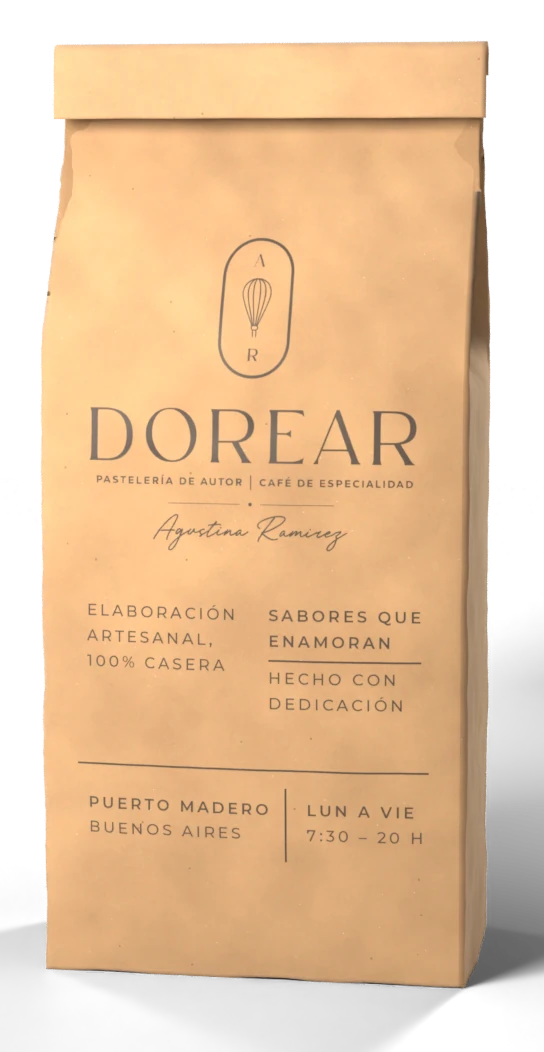 A
R
DOREAR
PASTELERÍA DE AUTOR | CAFÉ DE ESPECIALIDAD
Agustina Ramirez
ELABORACIÓN
ARTESANAL,
100% CASERA
SABORES QUE
ENAMORAN
HECHO CON
DEDICACIÓN
PUERTO MADERO
BUENOS AIRES
LUN A VIE
7:30 – 20 H